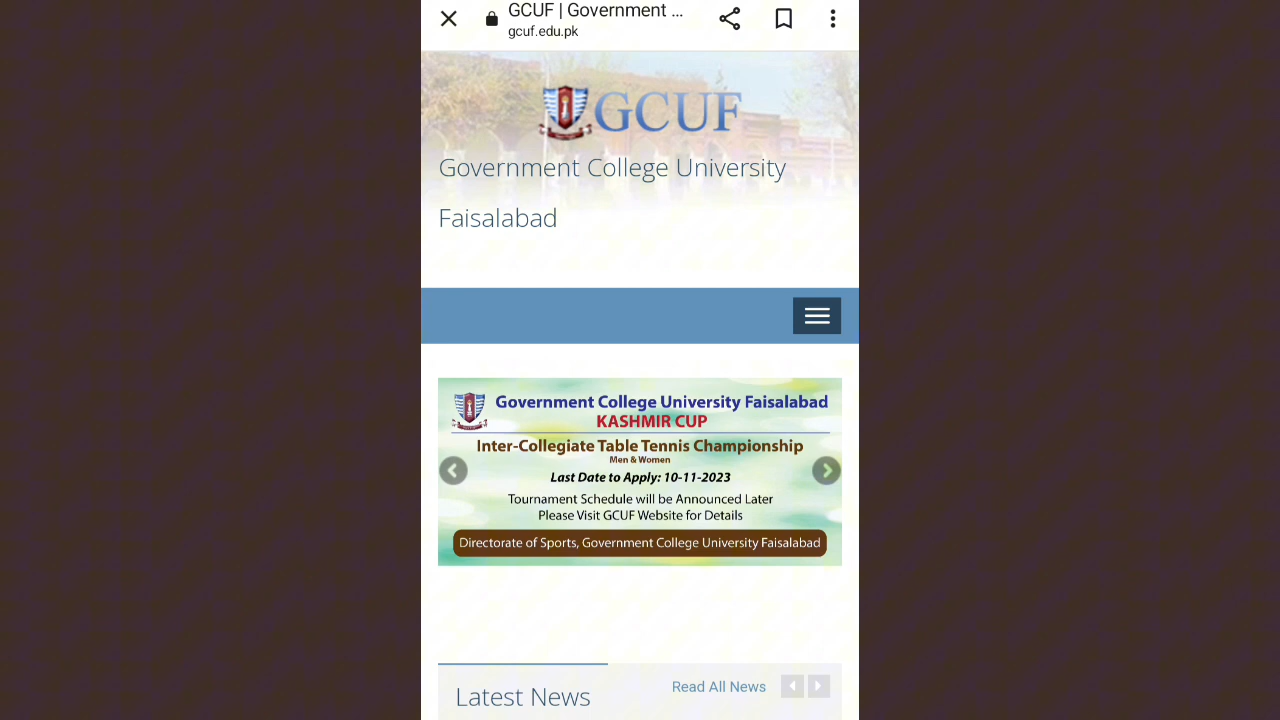 GCUF | Government ...
gcuf.edu.pk
GCUF
Government College University
Faisalabad
Government College University Faisalabad
KASHMIR CUP
Inter-Collegiate Table Tennis Championship
Men & Women
Last Date to Apply: 10-11-2023
Tournament Schedule will be Announced Later
Please Visit GCUF Website for Details
Directorate of Sports, Government College University Faisalabad
Latest News
Read All News